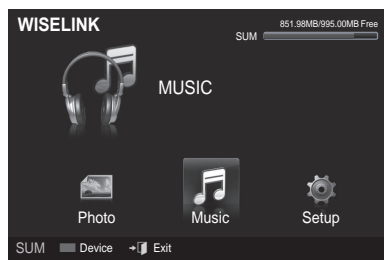 WISELINK
851.98MB/995.00MB Free
SUM
MUSIC
Photo Music Setup
SUM Device Exit